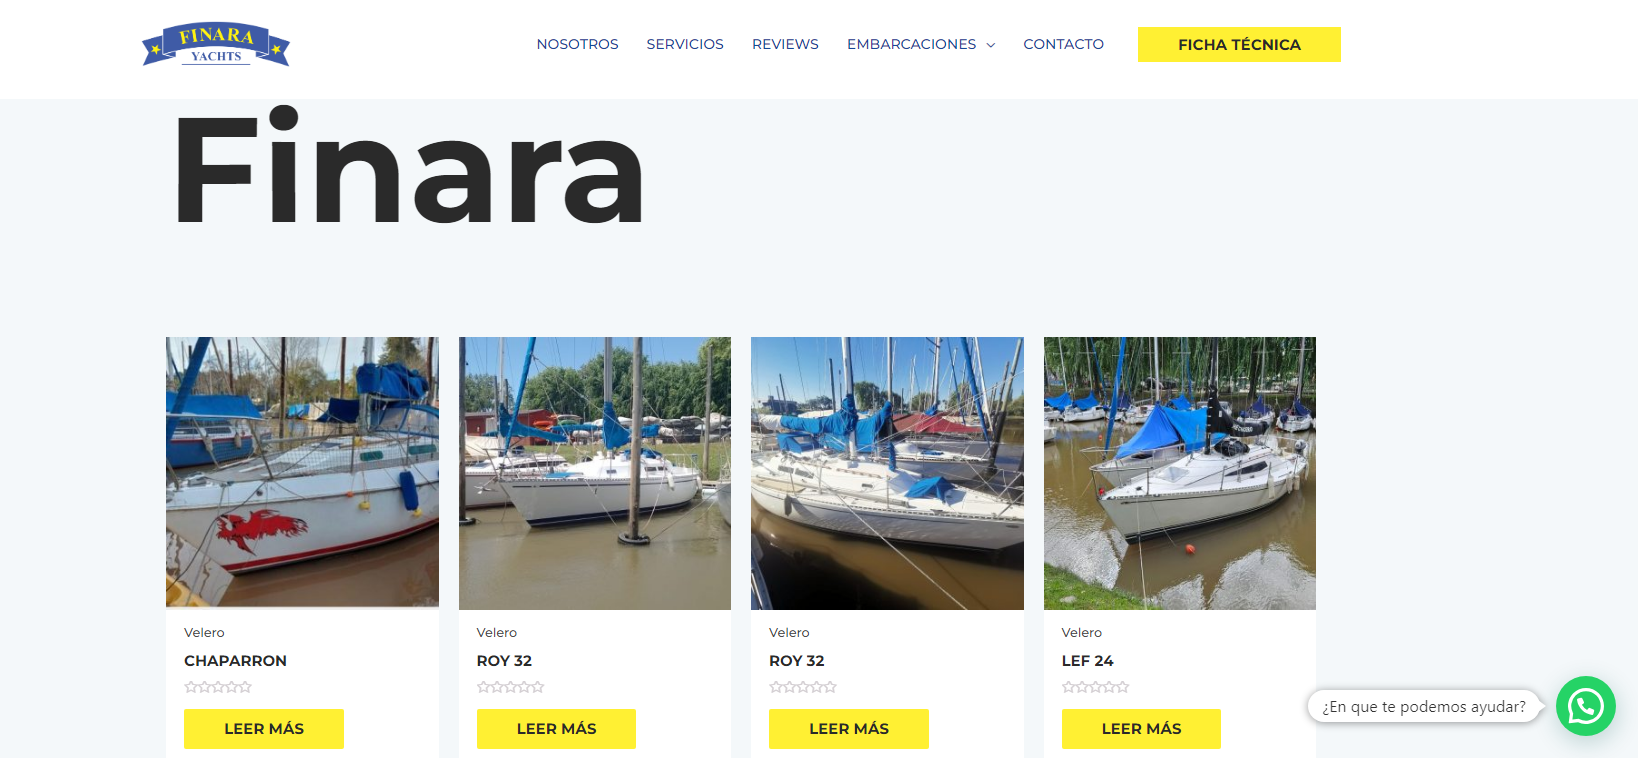 FINARA
YACHTS
NOSOTROS
SERVICIOS
REVIEWS
EMBARCACIONES
CONTACTO
FICHA TÉCNICA
Finara
Velero
CHAPARRON
LEER MÁS
Velero
ROY 32
LEER MÁS
Velero
ROY 32
LEER MÁS
Velero
LEF 24
LEER MÁS
¿En que te podemos ayudar?